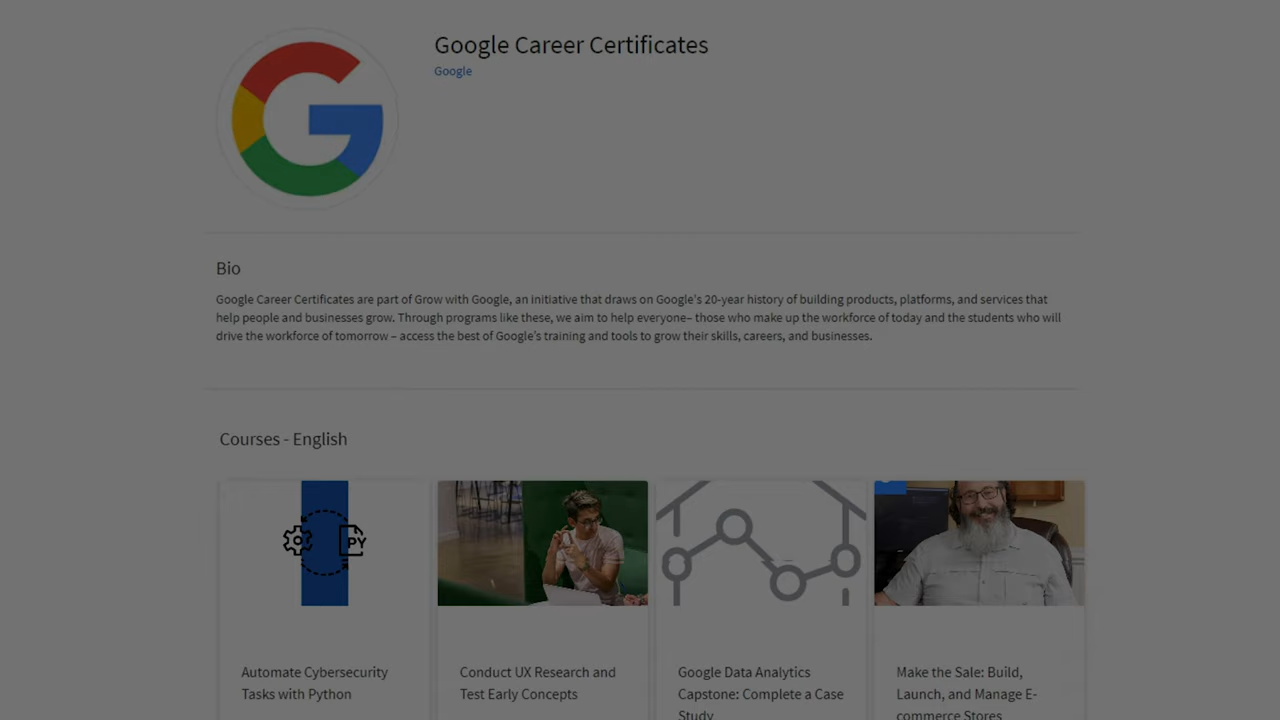 Google Career Certificates
Google
Bio
Google Career Certificates are part of Grow with Google, an initiative that draws on Google's 20-year history of building products, platforms, and services that
help people and businesses grow. Through programs like these, we aim to help everyone– those who make up the workforce of today and the students who will
drive the workforce of tomorrow – access the best of Google's training and tools to grow their skills, careers, and businesses.
Courses - English
PY
Automate Cybersecurity
Tasks with Python
Conduct UX Research and
Test Early Concepts
Google Data Analytics
Capstone: Complete a Case
Study
Make the Sale: Build,
Launch, and Manage E-
commerce Stores